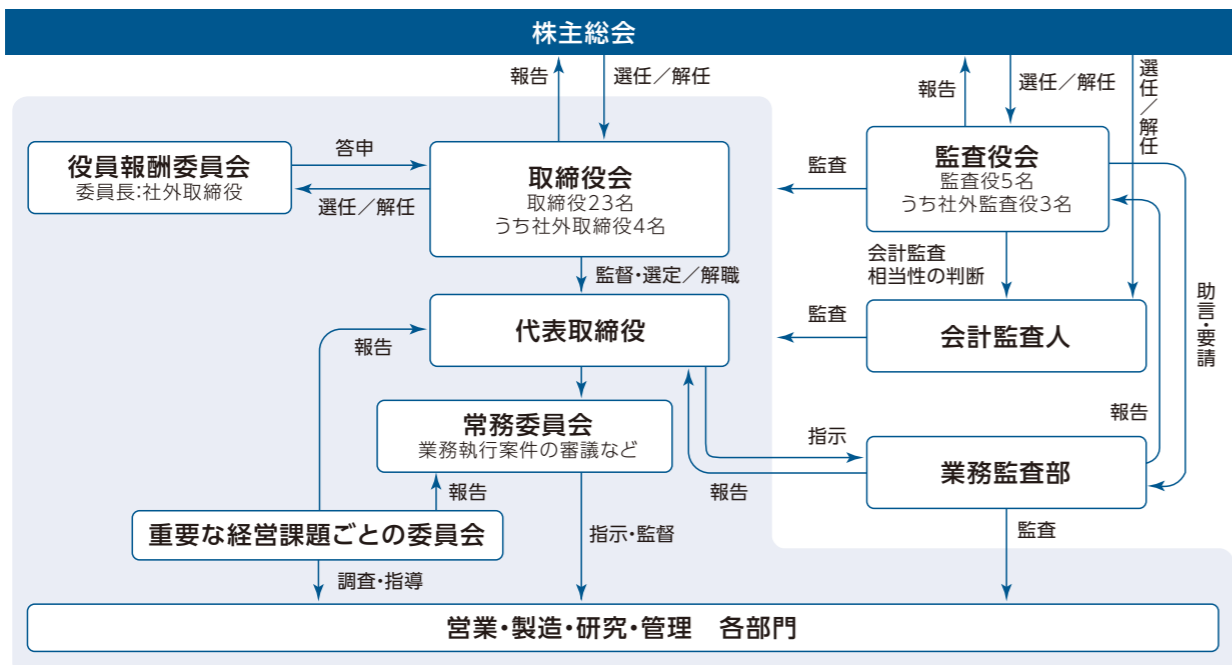 株主総会
報告
選任／解任
報告
選任／解任
選任／解任
役員報酬委員会
委員長:社外取締役
答申
選任／解任
取締役会
取締役23名
うち社外取締役4名
監査
監査役会
監査役5名
うち社外監査役3名
監督・選定／解職
会計監査
相当性の判断
助言・要請
報告
代表取締役
監査
会計監査人
常務委員会
業務執行案件の審議など
指示
報告
報告
業務監査部
報告
重要な経営課題ごとの委員会
指示・監督
監査
調査・指導
営業・製造・研究・管理　各部門